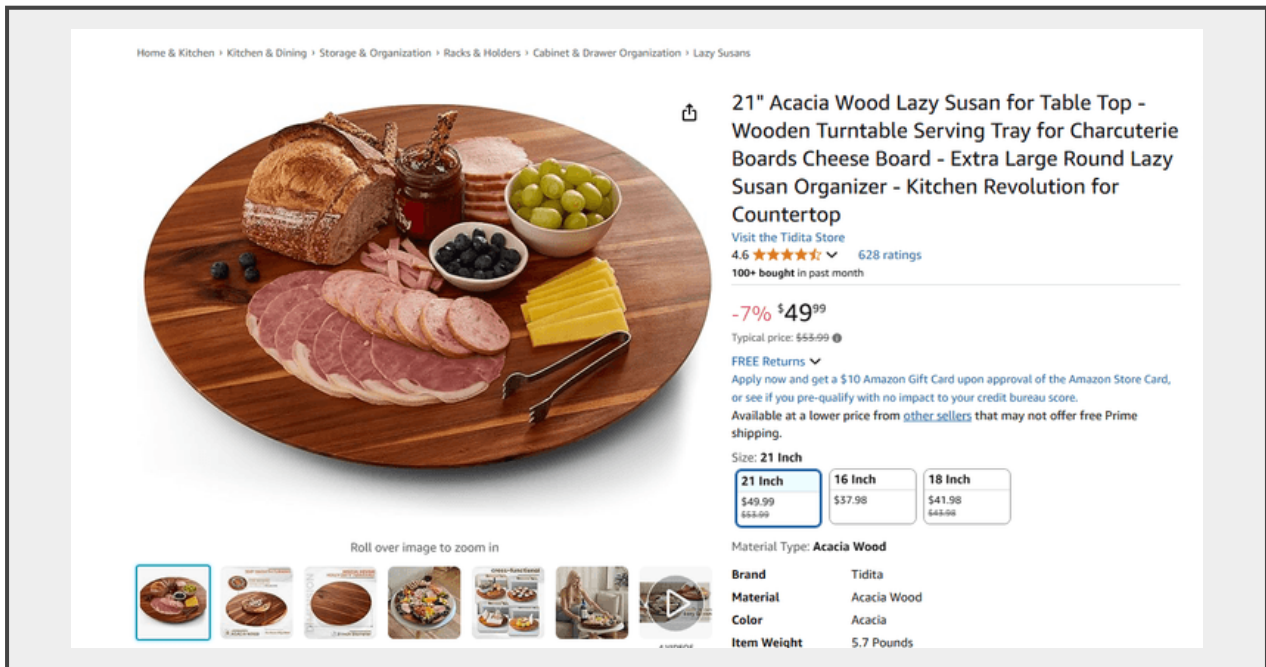 Home & Kitchen › Kitchen & Dining › Storage & Organization › Racks & Holders › Cabinet & Drawer Organization › Lazy Susans
21" Acacia Wood Lazy Susan for Table Top -
Wooden Turntable Serving Tray for Charcuterie
Boards Cheese Board - Extra Large Round Lazy
Susan Organizer - Kitchen Revolution for
Countertop
Visit the Tidita Store
4.6 628 ratings
100+ bought in past month
-7% $49 99
Typical price: $53.99
FREE Returns
Apply now and get a $10 Amazon Gift Card upon approval of the Amazon Store Card,
or see if you pre-qualify with no impact to your credit bureau score.
Available at a lower price from other sellers that may not offer free Prime
shipping.
Size: 21 Inch
21 Inch 16 Inch 18 Inch
$49.99 $37.98 $41.98
$53.99 $43.98
Roll over image to zoom in
Material Type: Acacia Wood
Brand Tidita
Material Acacia Wood
Color Acacia
Item Weight 5.7 Pounds
cross-functional
ACACIA WOOD